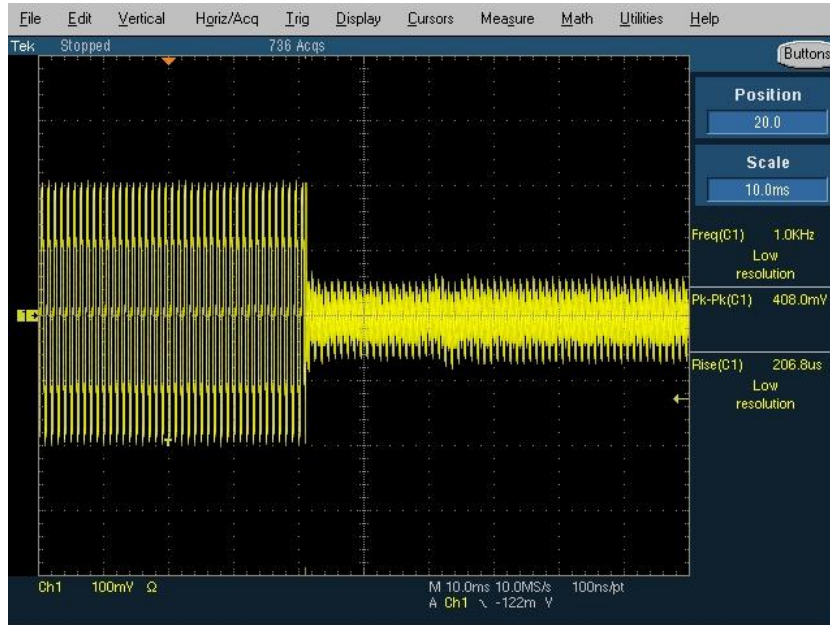 File Edit Vertical Horiz/Acq Trig Display Cursors Measure Math Utilities Help
Tek Stopped 736 Acqs
Buttons
Position
20.0
Scale
10.0ms
Freq(C1) 1.0KHz
Low
resolution
Pk-Pk(C1) 408.0mV
Rise(C1) 206.8us
Low
resolution
1
T
Ch1 100mV Ω
M 10.0ms 10.0MS/s 100ns/pt
A Ch1 \ -122m V